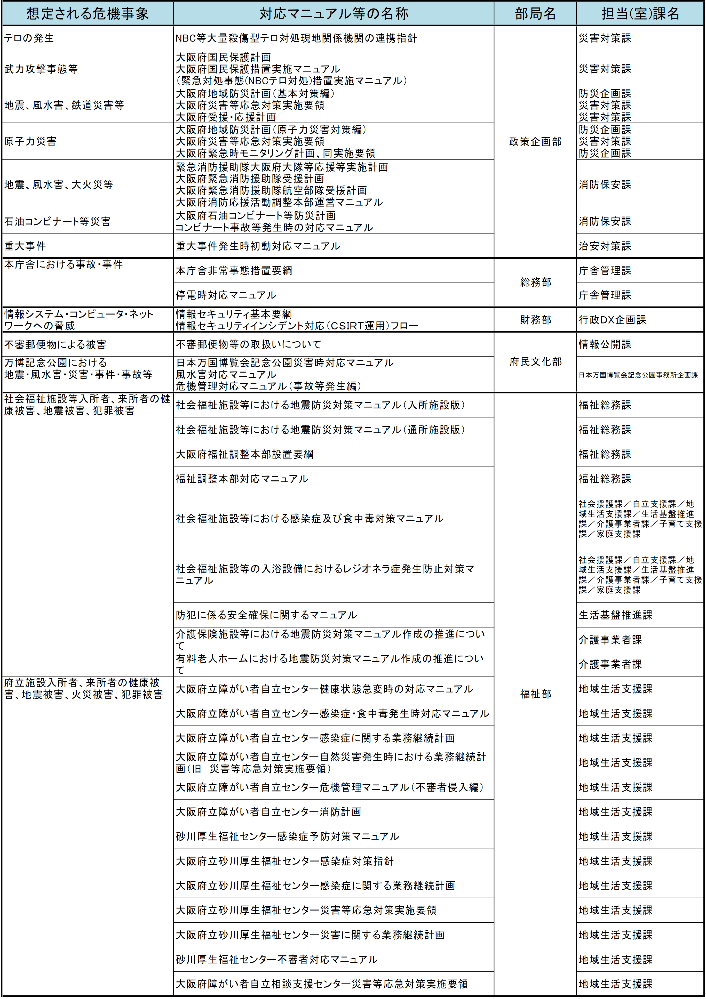 想定される危機事象 対応マニュアル等の名称 部局名 担当(室)課名
テロの発生 NBC等大量殺傷型テロ対処現地関係機関の連携指針 災害対策課
武力攻撃事態等
大阪府国民保護計画
大阪府国民保護措置実施マニュアル
（緊急対処事態(NBCテロ対処)措置実施マニュアル）
災害対策課
地震、風水害、鉄道災害等
大阪府地域防災計画（基本対策編）
大阪府災害等応急対策実施要領
大阪府受援・応援計画
防災企画課
災害対策課
災害対策課
原子力災害
大阪府地域防災計画（原子力災害対策編）
大阪府災害等応急対策実施要領
大阪府緊急時モニタリング計画、同実施要領
政策企画部
防災企画課
災害対策課
防災企画課
地震、風水害、大火災等
緊急消防援助隊大阪府大隊等応援等実施計画
大阪府緊急消防援助隊受援計画
大阪府緊急消防援助隊航空部隊受援計画
大阪府消防応援活動調整本部運営マニュアル
消防保安課
石油コンビナート等災害
大阪府石油コンビナート等防災計画
コンビナート事故等発生時の対応マニュアル
消防保安課
重大事件 重大事件発生時初動対応マニュアル 治安対策課
本庁舎における事故・事件
本庁舎非常事態措置要綱
総務部
庁舎管理課
停電時対応マニュアル 庁舎管理課
情報システム・コンピュータ・ネット
ワークへの脅威
情報セキュリティ基本要綱
情報セキュリティインシデント対応（CSIRT運用）フロー
財務部
行政DX企画課
不審郵便物による被害 不審郵便物等の取扱いについて 府民文化部 情報公開課
万博記念公園における
地震・風水害・災害・事件・事故等
日本万国博覧会記念公園災害時対応マニュアル
風水害対応マニュアル
危機管理対応マニュアル（事故等発生編）
日本万国博覧会記念公園事務所企画課
社会福祉施設等入所者、来所者の健
康被害、地震被害、犯罪被害
社会福祉施設等における地震防災対策マニュアル（入所施設版） 福祉総務課
社会福祉施設等における地震防災対策マニュアル（通所施設版） 福祉総務課
大阪府福祉調整本部設置要綱 福祉総務課
福祉調整本部対応マニュアル 福祉総務課
社会福祉施設等における感染症及び食中毒対策マニュアル
社会援護課／自立支援課／地
域生活支援課／生活基盤推進
課／介護事業者課／子育て支援
課／家庭支援課
社会福祉施設等の入浴設備におけるレジオネラ症発生防止対策マ
ニュアル
社会援護課／自立支援課／地
域生活支援課／生活基盤推進
課／介護事業者課／子育て支援
課／家庭支援課
防犯に係る安全確保に関するマニュアル 生活基盤推進課
介護保険施設等における地震防災対策マニュアル作成の推進につい
て
介護事業者課
有料老人ホームにおける地震防災対策マニュアル作成の推進につい
て
介護事業者課
府立施設入所者、来所者の健康被
害、地震被害、火災被害、犯罪被害
大阪府立障がい者自立センター健康状態急変時の対応マニュアル 福祉部 地域生活支援課
大阪府立障がい者自立センター感染症・食中毒発生時対応マニュアル 地域生活支援課
大阪府立障がい者自立センター感染症に関する業務継続計画 地域生活支援課
大阪府立障がい者自立センター自然災害発生時における業務継続計
画（旧　災害等応急対策実施要領）
地域生活支援課
大阪府立障がい者自立センター危機管理マニュアル（不審者侵入編） 地域生活支援課
大阪府立障がい者自立センター消防計画 地域生活支援課
砂川厚生福祉センター感染症予防対策マニュアル 地域生活支援課
大阪府立砂川厚生福祉センター感染症対策指針 地域生活支援課
大阪府立砂川厚生福祉センター感染症に関する業務継続計画 地域生活支援課
大阪府立砂川厚生福祉センター災害等応急対策実施要領 地域生活支援課
大阪府立砂川厚生福祉センター災害に関する業務継続計画 地域生活支援課
砂川厚生福祉センター不審者対応マニュアル 地域生活支援課
大阪府障がい者自立相談支援センター災害等応急対策実施要領 地域生活支援課